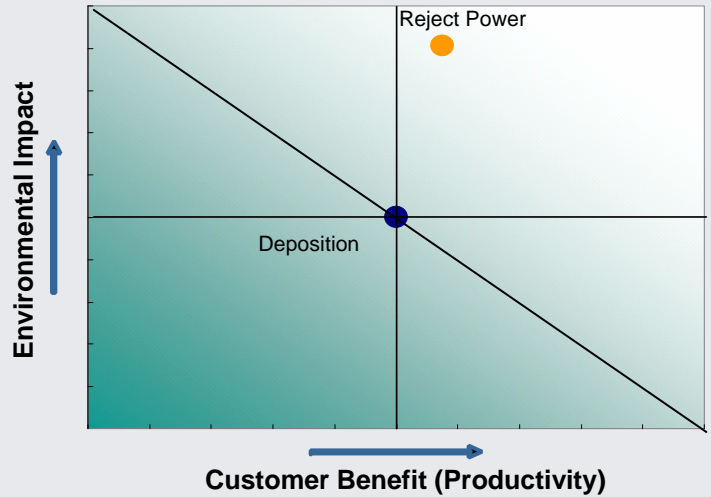 Reject Power
Environmental Impact
Deposition
Customer Benefit (Productivity)